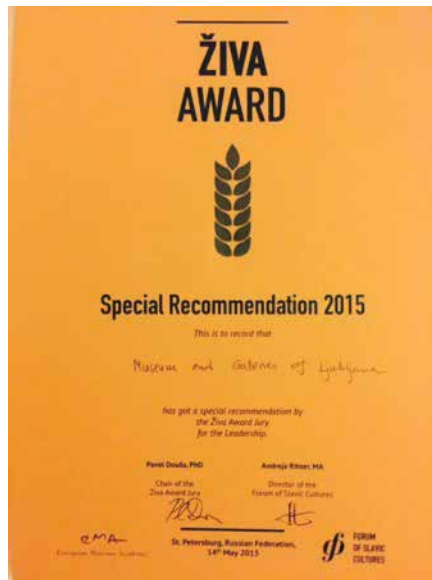 ŽIVA
AWARD
Special Recommendation 2015
This is to record that
Museum and Galeries of Ljubljana
has got a special recommendation by
the Živa Award Jury
for the Leadership.
Pavel Douša, PhD
Chair of the
Živa Award Jury
Andreja Rihter, MA
Director of the
Forum of Slavic Cultures
EMA
European Museum Academy
St. Petersburg, Russian Federation,
14th May 2015
FORUM
OF SLAVIC
CULTURES